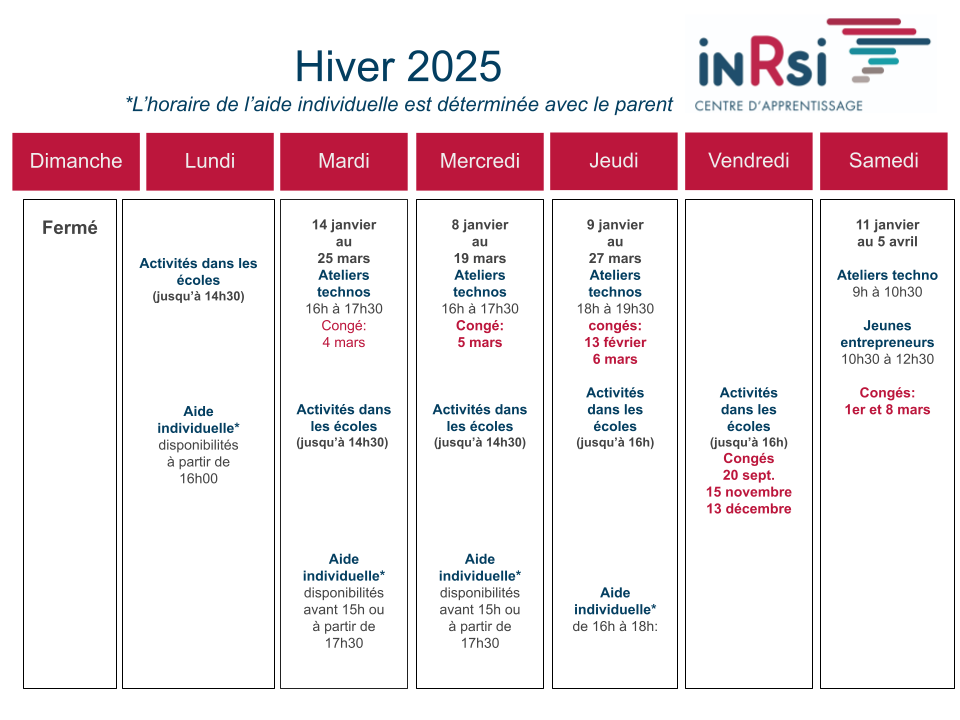 Hiver 2025
*L'horaire de l'aide individuelle est déterminée avec le parent
inRsi
CENTRE D'APPRENTISSAGE
Dimanche
Lundi
Mardi
Mercredi
Jeudi
Vendredi
Samedi
Fermé
Activités dans les
écoles
(jusqu'à 14h30)
Aide
individuelle*
disponibilités
à partir de
16h00
14 janvier
au
25 mars
Ateliers
technos
16h à 17h30
Congé:
4 mars
Activités dans
les écoles
(jusqu'à 14h30)
Aide
individuelle*
disponibilités
avant 15h ou
à partir de
17h30
8 janvier
au
19 mars
Ateliers
technos
16h à 17h30
Congé:
5 mars
Activités dans
les écoles
(jusqu'à 14h30)
Aide
individuelle*
disponibilités
avant 15h ou
à partir de
17h30
9 janvier
au
27 mars
Ateliers
technos
18h à 19h30
congés:
13 février
6 mars
Activités
dans les
écoles
(jusqu'à 16h)
Aide
individuelle*
de 16h à 18h:
Activités
dans les
écoles
(jusqu'à 16h)
Congés
20 sept.
15 novembre
13 décembre
11 janvier
au 5 avril
Ateliers techno
9h à 10h30
Jeunes
entrepreneurs
10h30 à 12h30
Congés:
1er et 8 mars